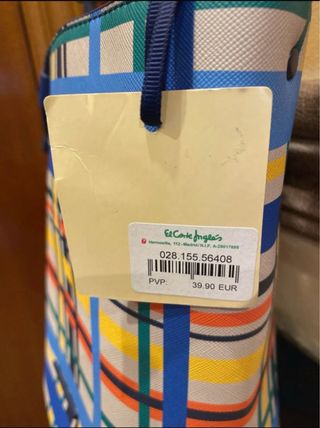 El Corte Inglés
Hermosilla, 112 - Madrid N.I.F. A-28017895
028.155.56408
PVP: 39.90 EUR